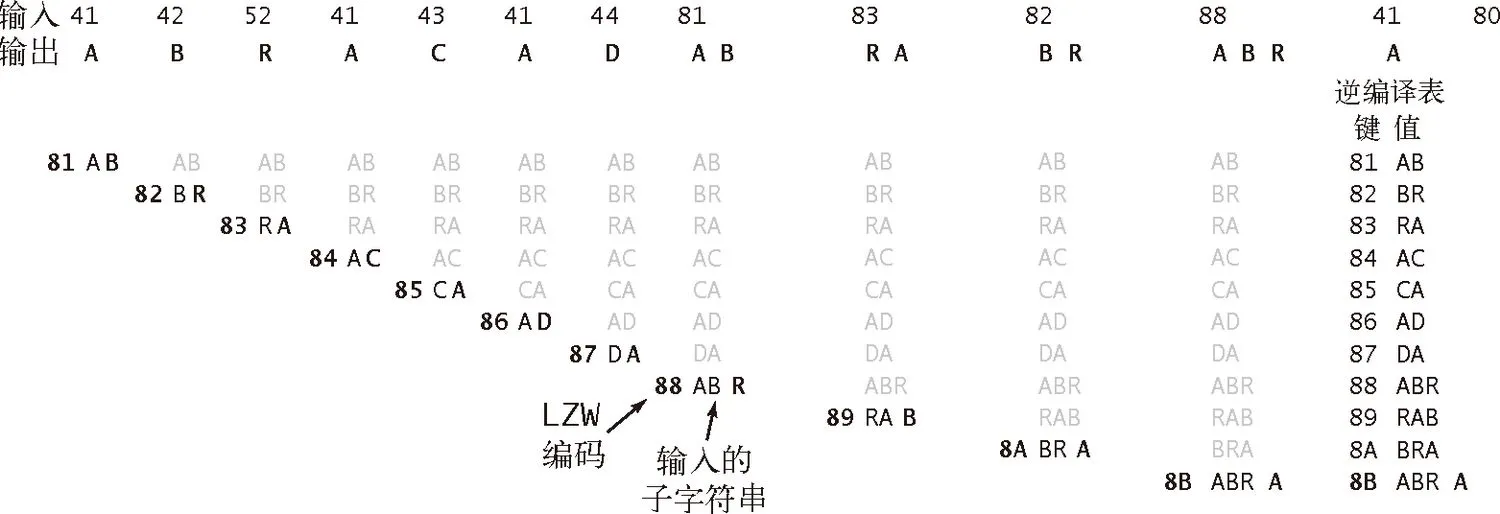 输入 41 42 52 41 43 41 44 81 83 82 88 41 80
输出 A B R A C A D A B R A B R A B R A
逆编译表
键 值
81 AB AB AB AB AB AB AB AB AB AB 81 AB
82 BR BR BR BR BR BR BR BR BR 82 BR
83 RA RA RA RA RA RA RA RA 83 RA
84 AC AC AC AC AC AC AC 84 AC
85 CA CA CA CA CA CA 85 CA
86 AD AD AD AD AD 86 AD
87 DA DA DA DA DA 87 DA
88 AB R ABR ABR ABR 88 ABR
LZW
编码
输入的
子字符串
89 RA B RAB RAB 89 RAB
8A BR A BRA 8A BRA
8B ABR A 8B ABR A